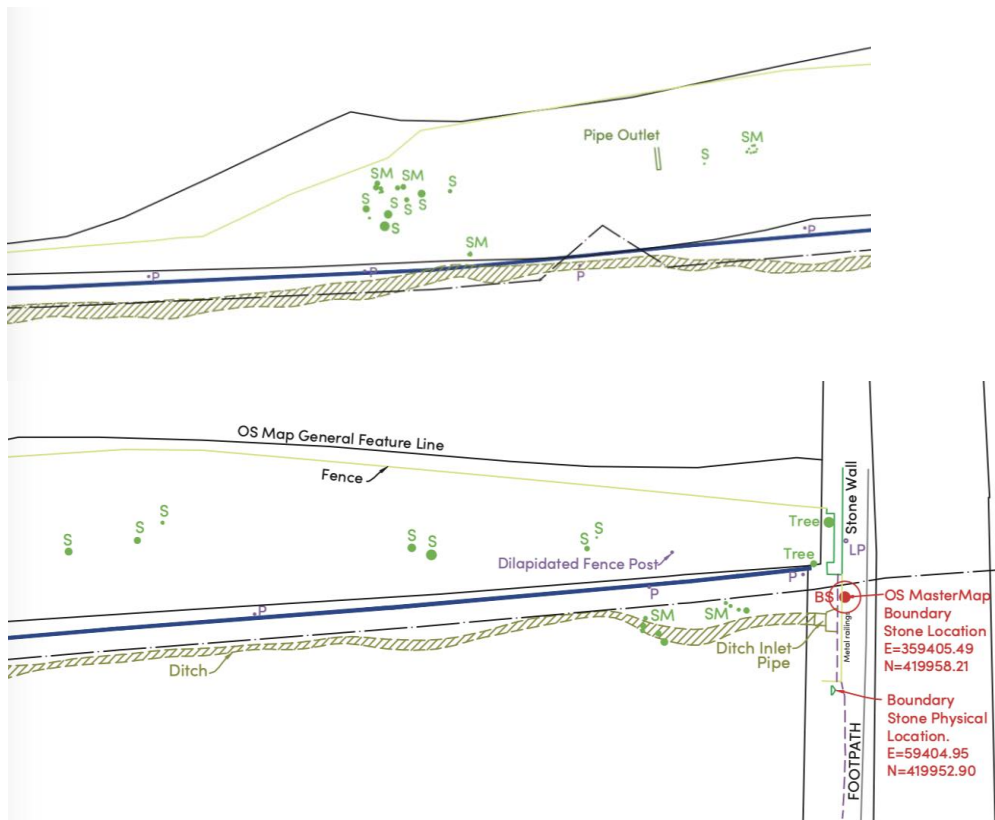 Pipe Outlet
SM
S
SM
SM
S
S
S
S
S
S
SM
P
P
P
P
OS Map General Feature Line
Fence
S
S
S
S
S
S
S
Dilapidated Fence Post
Tree
Tree
Stone Wall
LP
P
P
P
SM
SM
BS
Metal railing
Ditch
Ditch Inlet
Pipe
OS MasterMap
Boundary
Stone Location
E=359405.49
N=419958.21
Boundary
Stone Physical
Location.
E=59404.95
N=419952.90
FOOTPATH